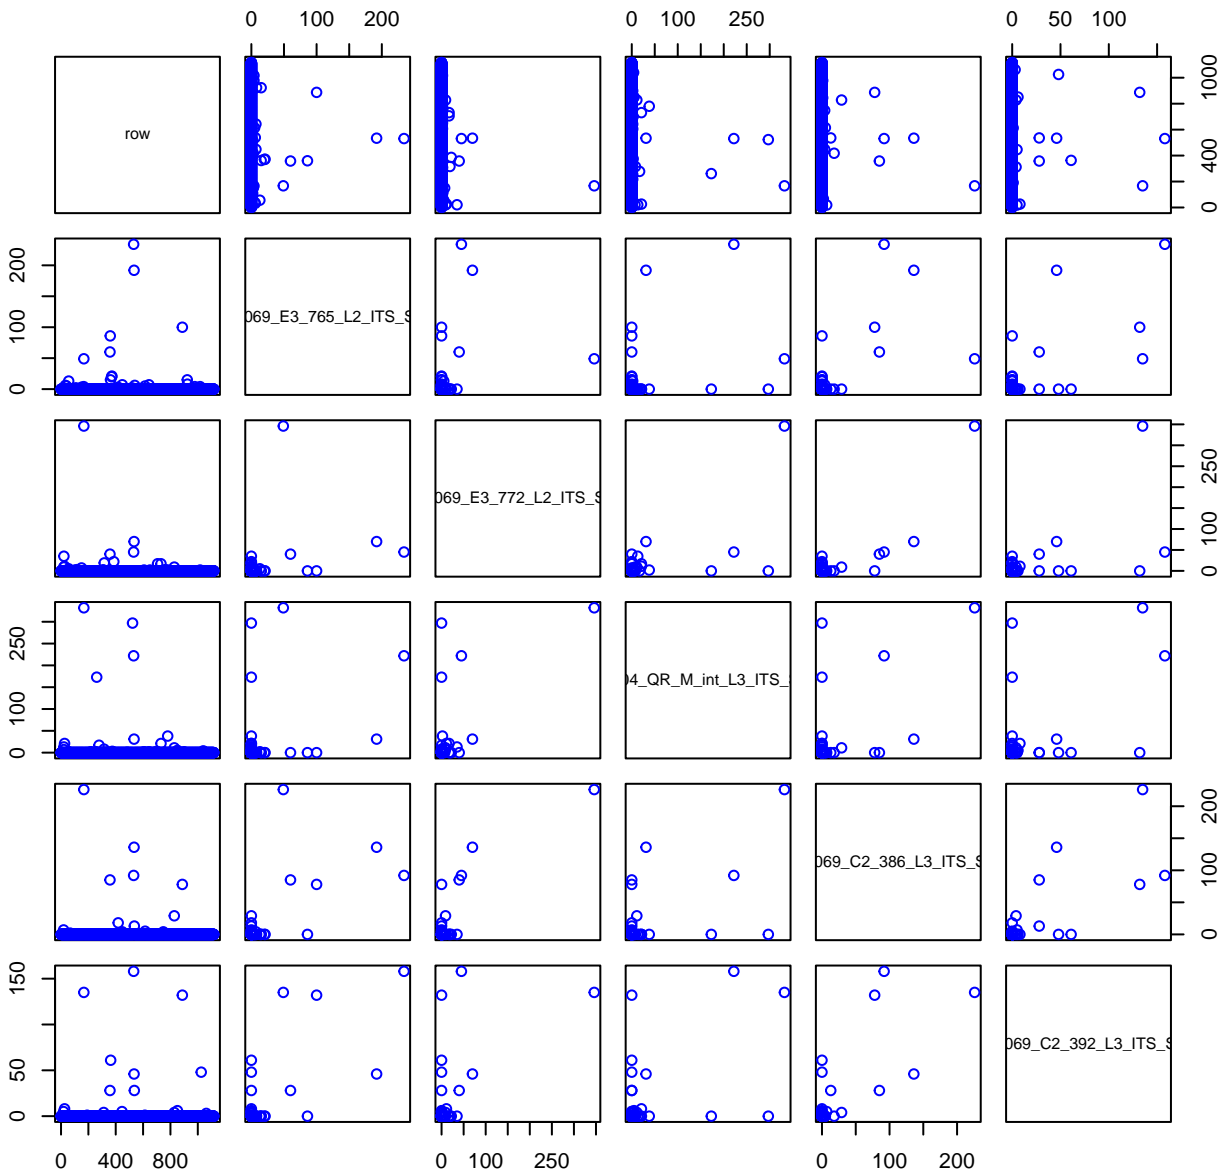 0 100 200
0 100 250
0 50 100
row
0 400 1000
0 100 200
069_E3_765_L2_ITS_S
069_E3_772_L2_ITS_S
0 100 250
0 100 250
04_QR_M_int_L3_ITS_S
069_C2_386_L3_ITS_S
0 100 200
0 50 150
069_C2_392_L3_ITS_S
0 400 800
0 100 250
0 100 200